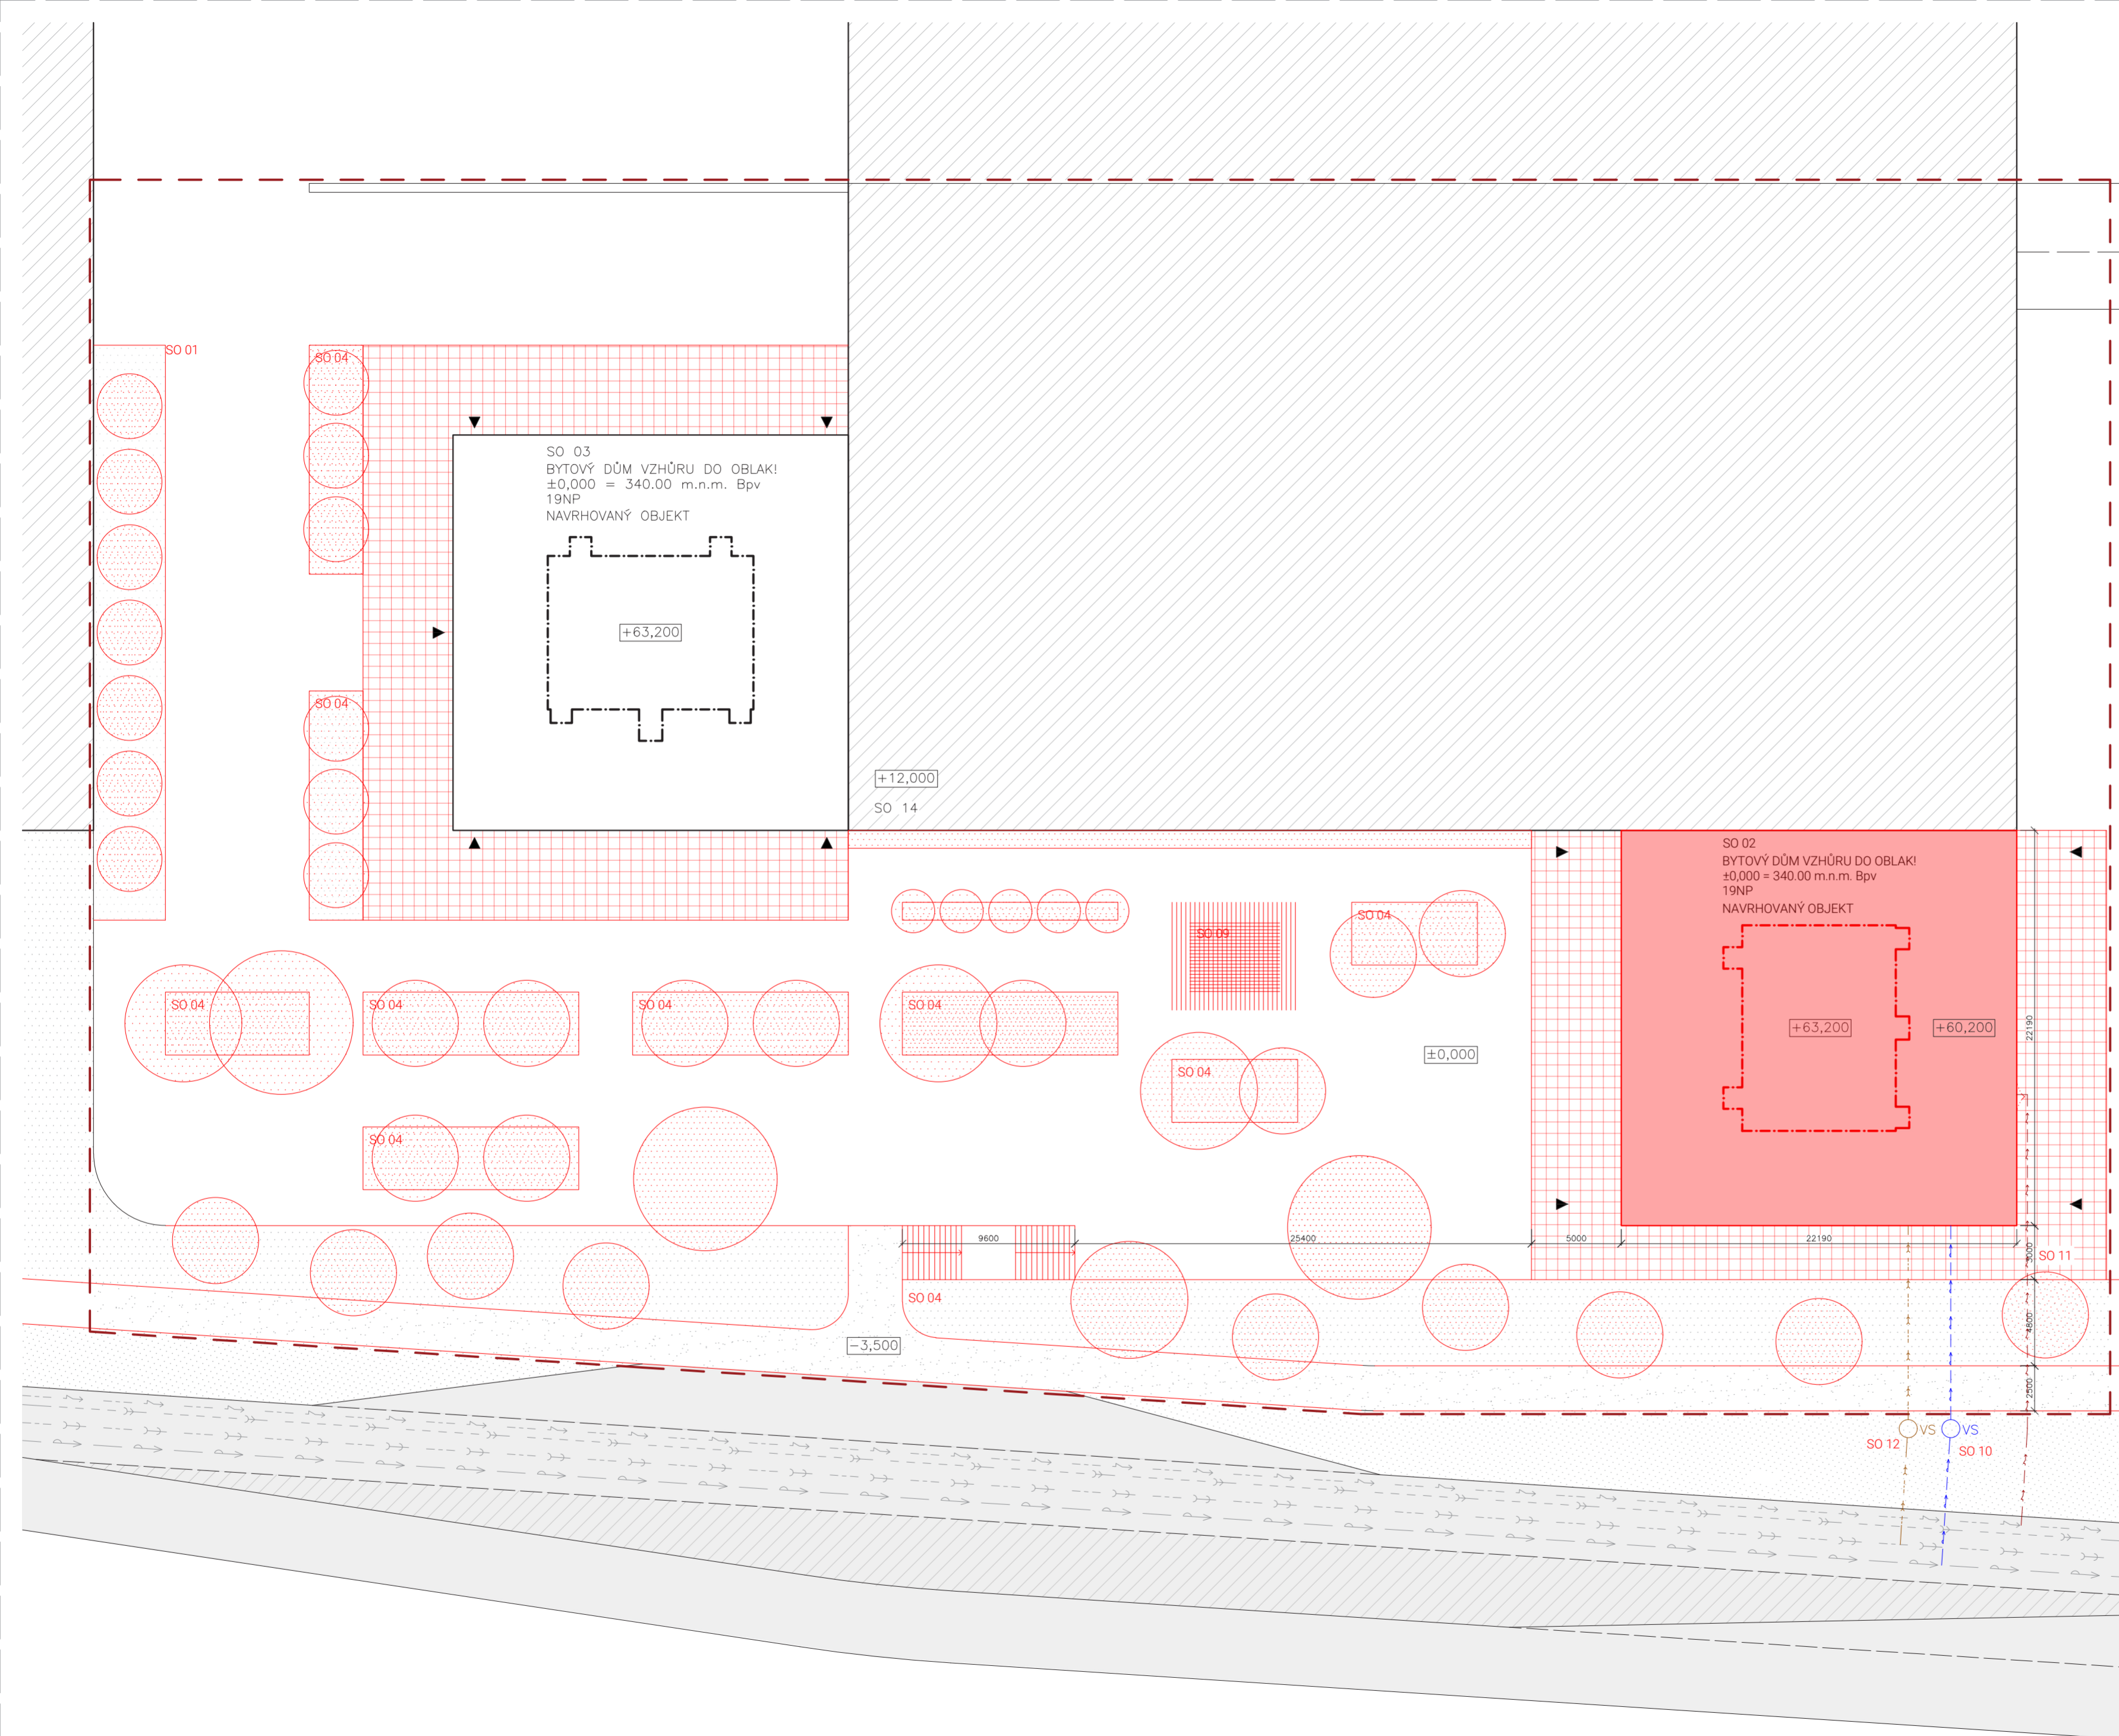 SO 01
SO 04
SO 03
BYTOVÝ DŮM VZHŮRU DO OBLAK!
±0,000 = 340.00 m.n.m. Bpv
19NP
NAVRHOVANÝ OBJEKT
+63,200
SO 04
+12,000
SO 14
SO 02
BYTOVÝ DŮM VZHŮRU DO OBLAK!
±0,000 = 340.00 m.n.m. Bpv
19NP
NAVRHOVANÝ OBJEKT
SO 04
SO 09
SO 04
SO 04
SO 04
SO 04
+63,200
+60,200
22190
±0,000
SO 04
SO 04
9600
25400
5000
22190
3000
SO 11
SO 04
4800
-3,500
2500
VS
VS
SO 12
SO 10